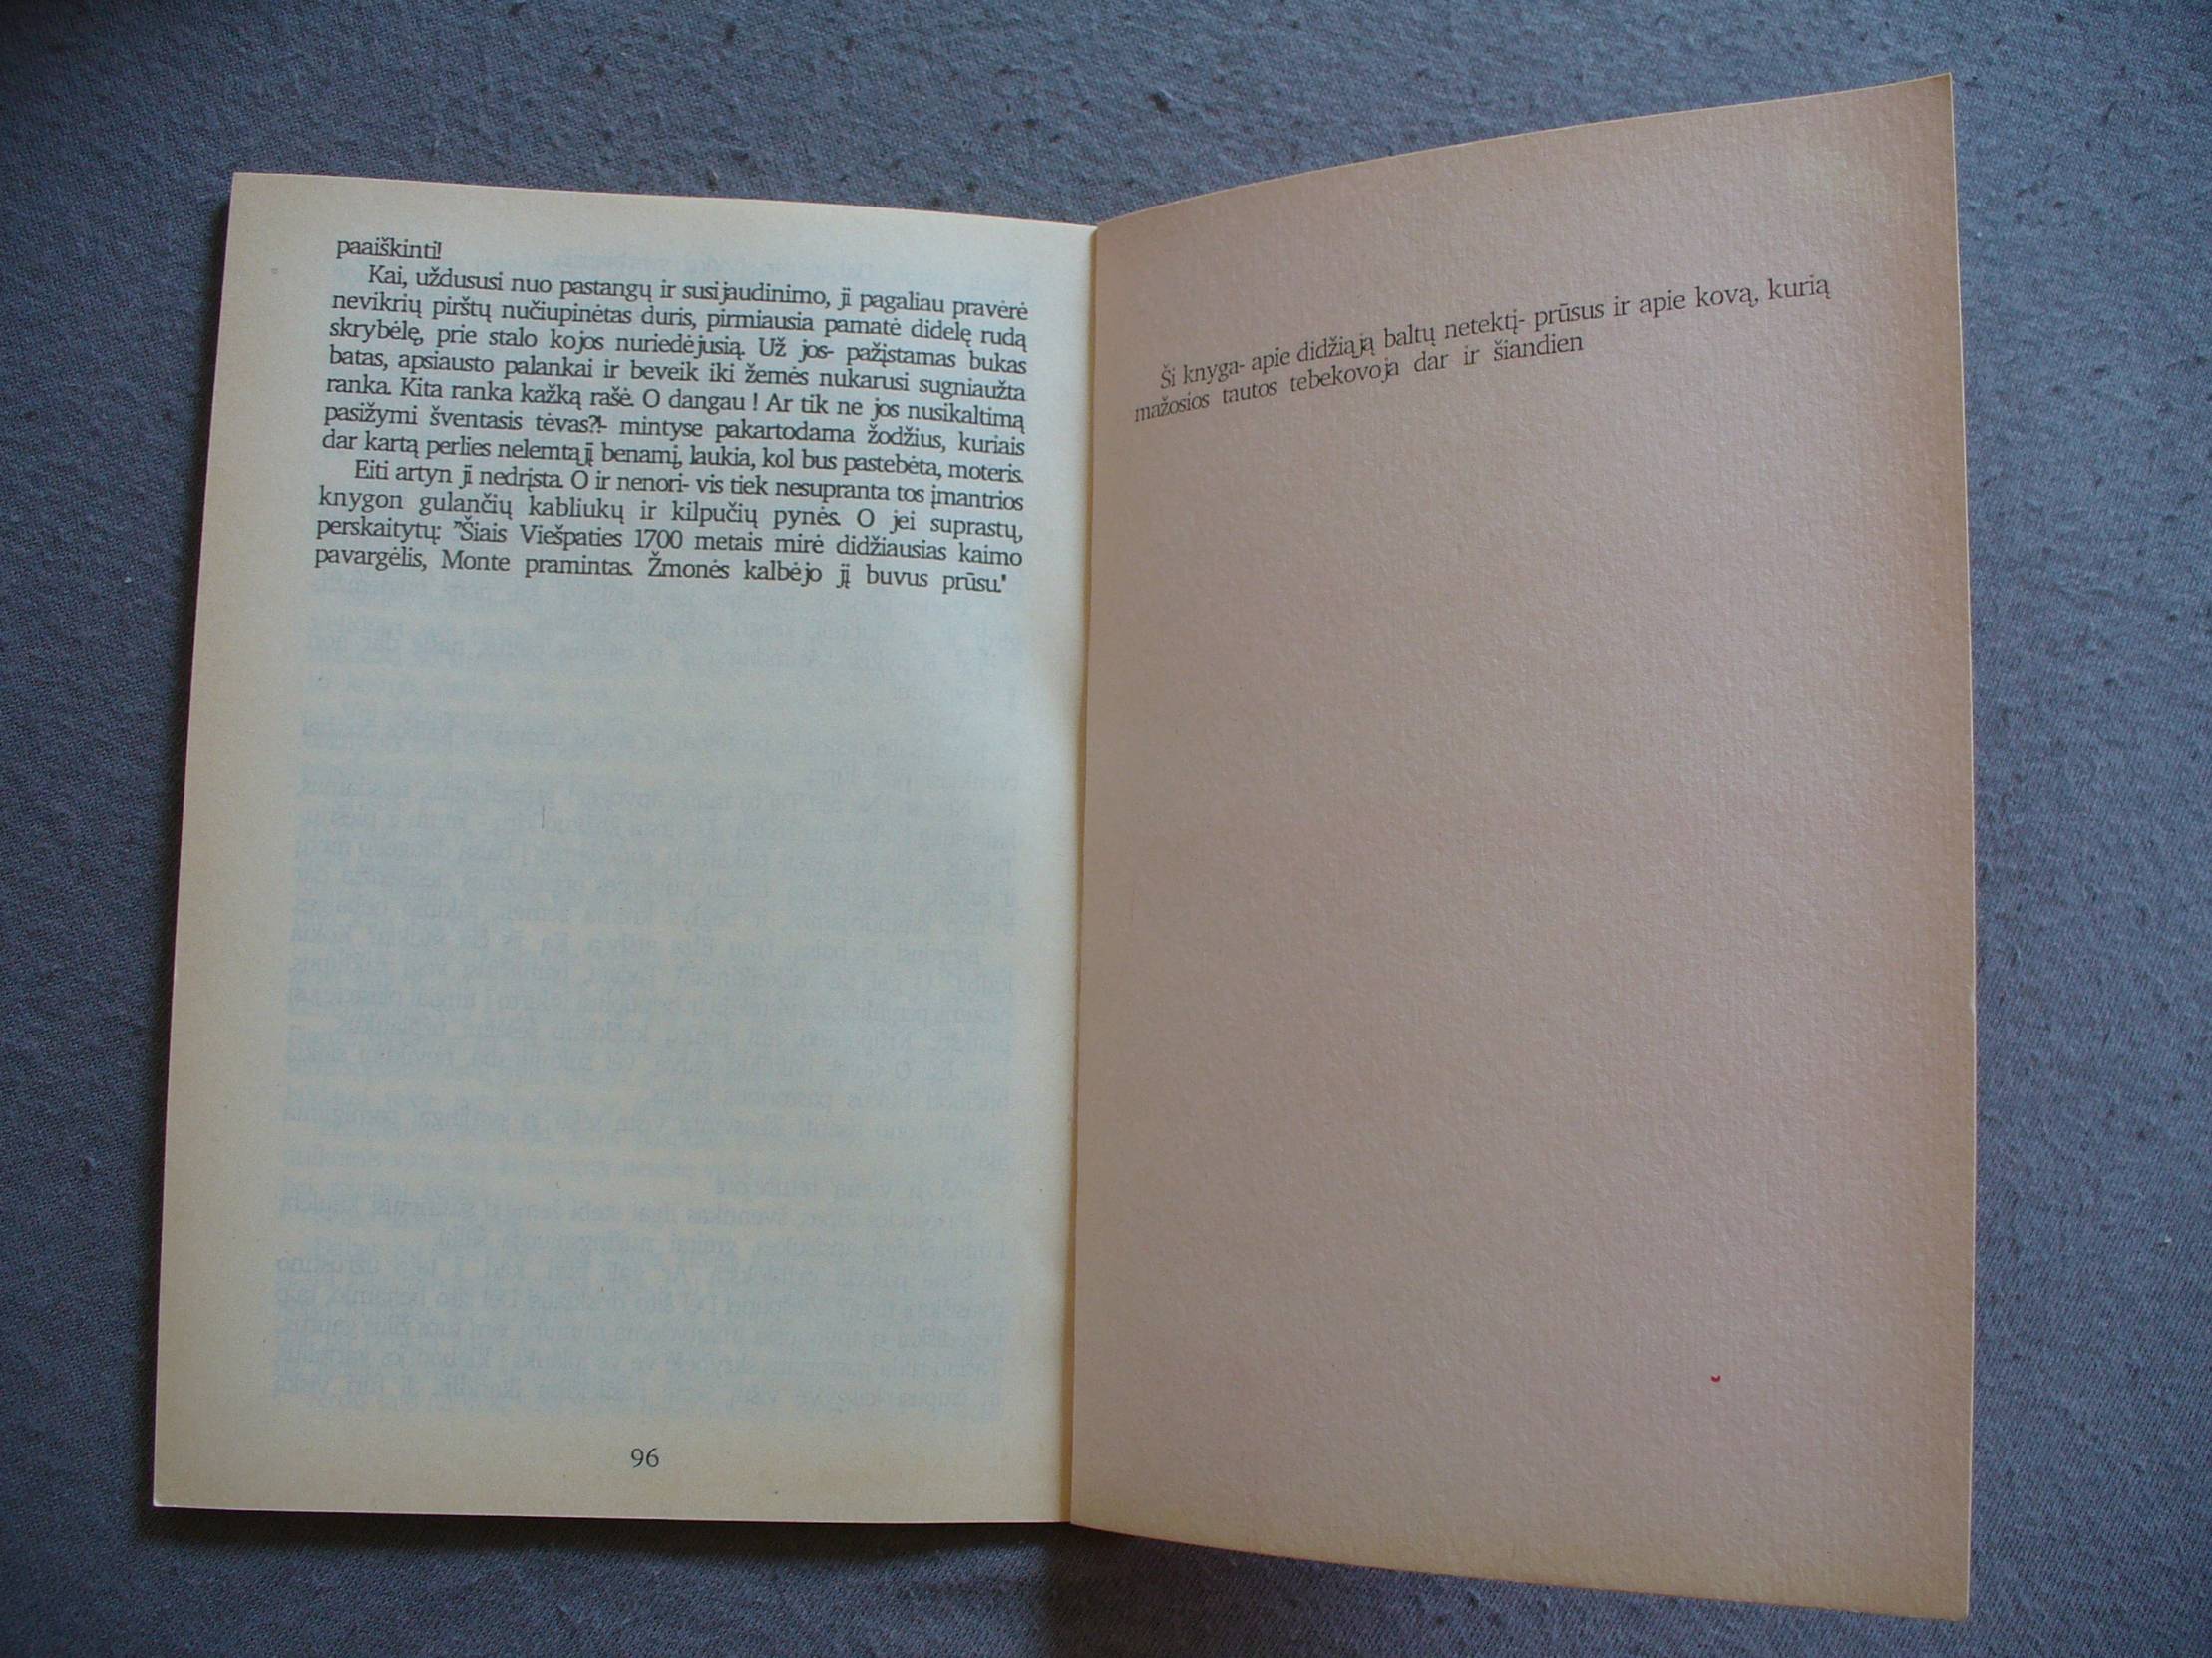 paaiškinti!
Kai, uždususi nuo pastangų ir susijaudinimo, ji pagaliau pravėrė
nevikrių pirštų nučiupinėtas duris, pirmiausia pamatė didelę rudą
skrybėlę, prie stalo kojos nuriedėjusią. Už jos- pažįstamas bukas
batas, apsiausto palankai ir beveik iki žemės nukarusi sugniaužta
ranka. Kita ranka kažką rašė. O dangau ! Ar tik ne jos nusikaltimą
pasižymi šventasis tėvas?!- mintyse pakartodama žodžius, kuriais
dar kartą perlies nelemtąjį benamį, laukia, kol bus pastebėta, moteris.
Eiti artyn ji nedrįsta. O ir nenori- vis tiek nesupranta tos įmantrios
knygon gulančių kabliukų ir kilpučių pynės. O jei suprastų,
perskaitytų: "Šiais Viešpaties 1700 metais mirė didžiausias kaimo
pavargėlis, Monte pramintas. Žmonės kalbėjo jį buvus prūsu."
96
Ši knyga- apie didžiąją baltų netektį- prūsus ir apie kovą, kurią
mažosios tautos tebekovoja dar ir šiandien